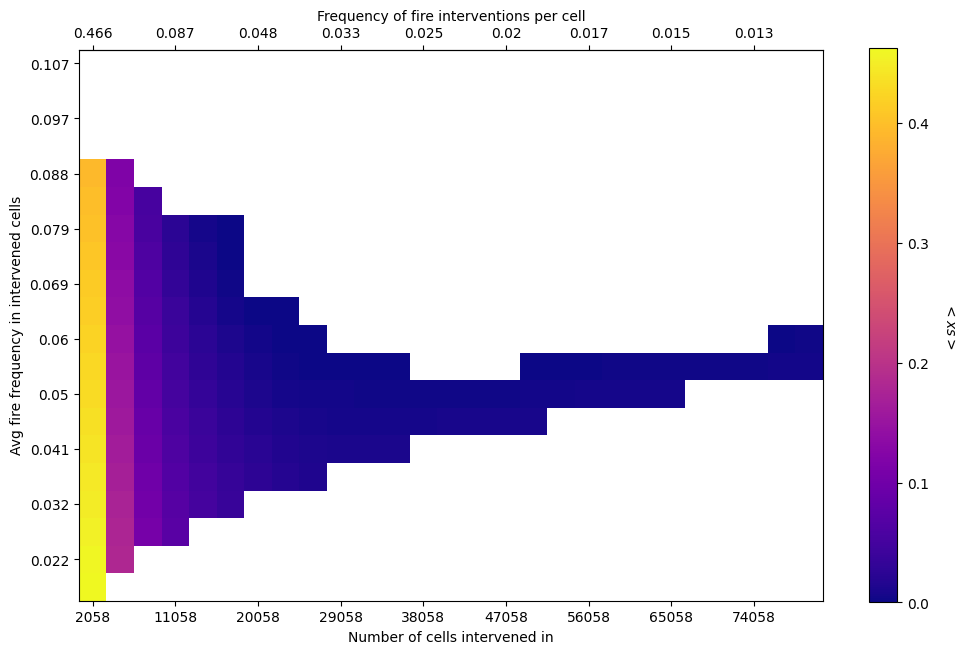 Frequency of fire interventions per cell
0.466 0.087 0.048 0.033 0.025 0.02 0.017 0.015 0.013
0.107
0.097
0.088
0.079
0.069
0.06
0.05
0.041
0.032
0.022
Avg fire frequency in intervened cells
2058 11058 20058 29058 38058 47058 56058 65058 74058
Number of cells intervened in
0.4
0.3
0.2
0.1
0.0
< sx >